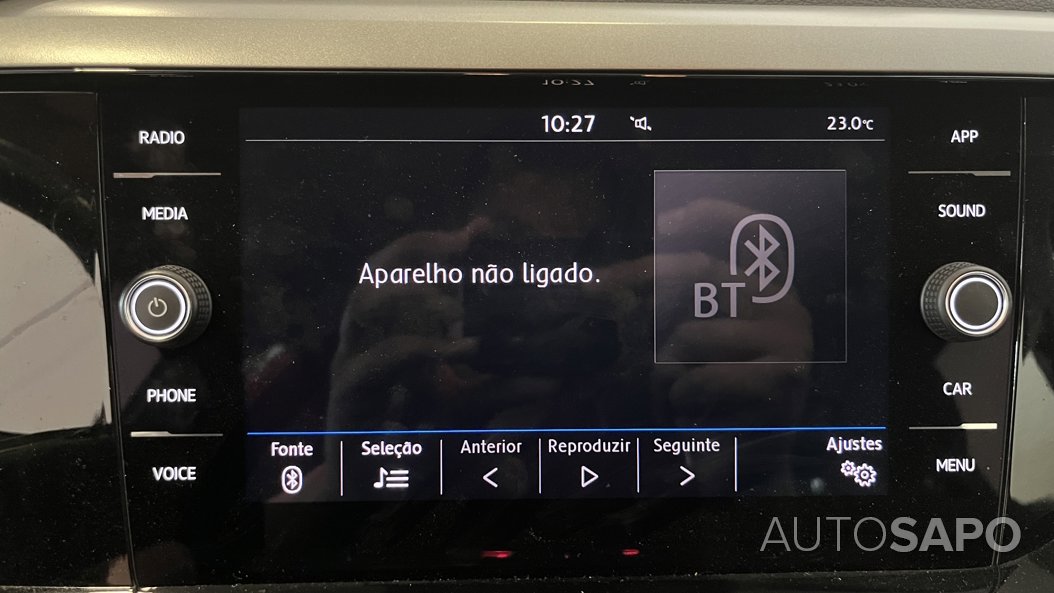 10:27
23.0°C
RADIO
APP
MEDIA
SOUND
Aparelho não ligado.
BT
PHONE
CAR
VOICE
MENU
Fonte
Seleção
Anterior
Reproduzir
Seguinte
Ajustes
AUTOSAPO